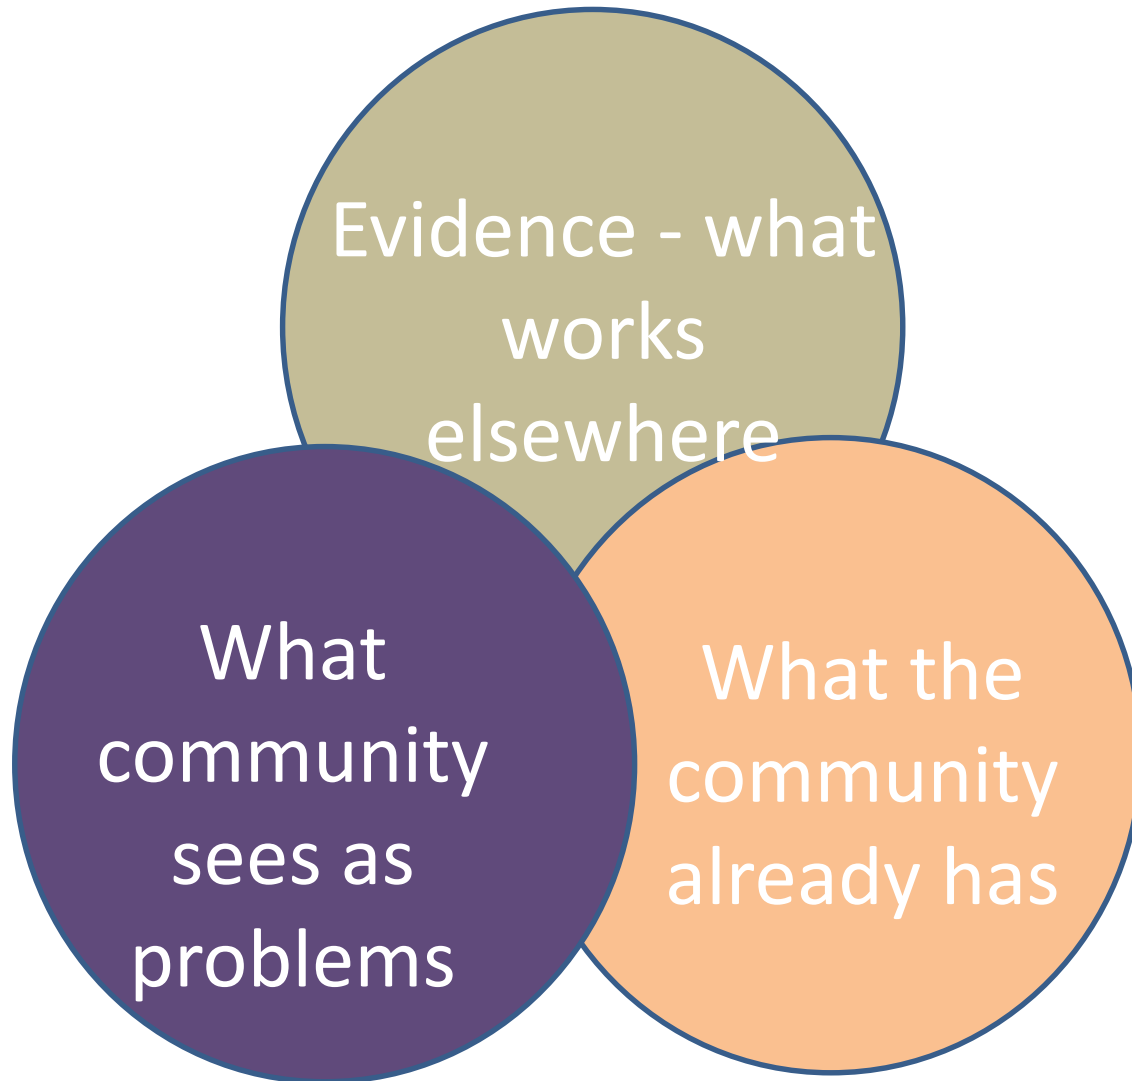 Evidence - what
works
elsewhere
What
community
sees as
problems
What the
community
already has